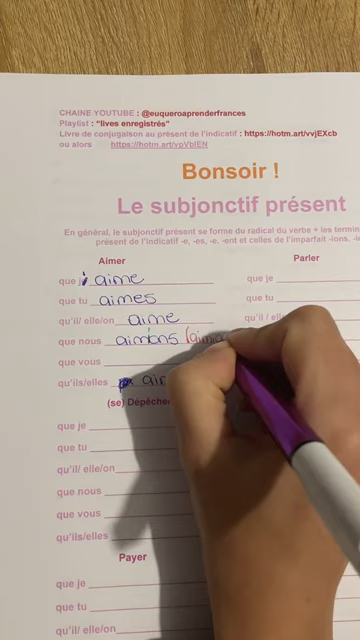 CHAINE YOUTUBE : @euqueroaprenderfrances
Playlist : "lives enregistrés"
Livre de conjugaison au présent de l'indicatif : https://hotm.art/vvjEXcb
ou alors https://hotm.art/vpVbIEN
Bonsoir !
Le subjonctif présent
En général, le subjonctif présent se forme du radical du verbe + les
présent de l'indicatif -e, -es, -e, -ent et celles de l'imparfait -ions,
Aimer Parler
que j' aime que je
que tu aimes que tu
qu'il/ elle/on aime qu'il / elle
que nous aimions
que vous
qu'ils/elles
(se)
que je
que tu
qu'il/ elle/on
que nous
que vous
qu'ils/elles
Payer
que je
que tu
qu'il/ elle/on